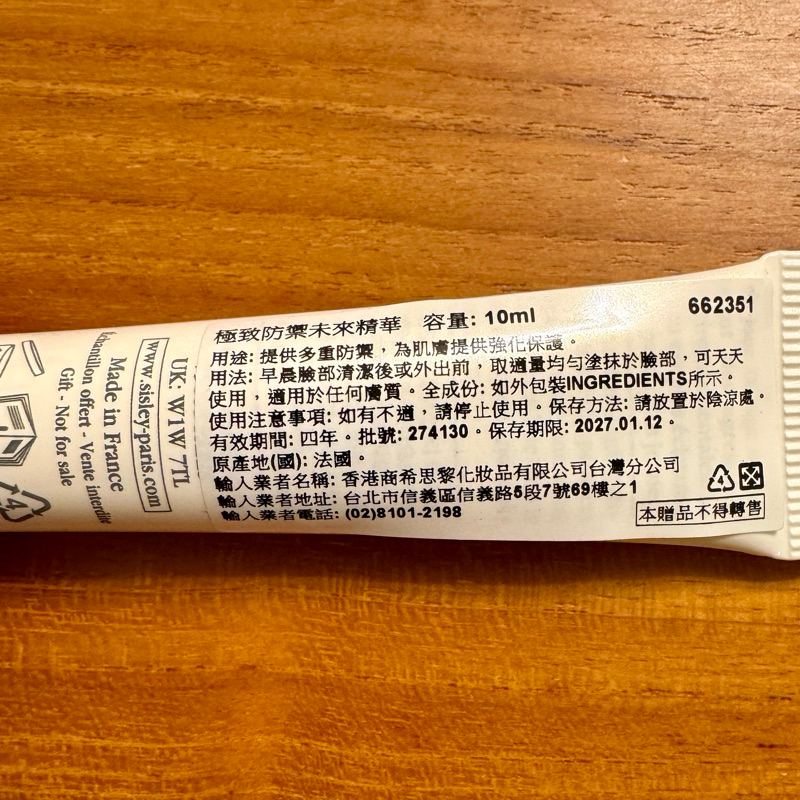 極致防禦未來精華 容量: 10ml 662351
用途: 提供多重防禦，為肌膚提供強化保護。
用法: 早晨臉部清潔後或外出前，取適量均勻塗抹於臉部，可天天
使用，適用於任何膚質。全成份: 如外包裝INGREDIENTS所示。
使用注意事項: 如有不適，請停止使用。保存方法: 請放置於陰涼處。
有效期間: 四年。批號: 274130。保存期限: 2027.01.12。
原產地(國): 法國。
輸入業者名稱: 香港商希思黎化妝品有限公司台灣分公司
輸入業者地址: 台北市信義區信義路5段7號69樓之1
輸入業者電話: (02)8101-2198
4
本贈品不得轉售
UK: W1W 7TL
www.sisley-paris.com
Made in France
Échantillon offert - Vente interdite
Gift - Not for sale
4